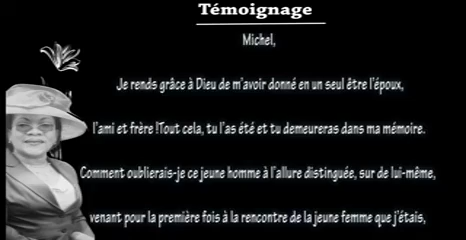 Témoignage
Michel,
Je rends grâce à Dieu de m'avoir donné en un seul être l'époux,
l'ami et frère !Tout cela, tu l'as été et tu demeureras dans ma mémoire.
Comment oublierais-je ce jeune homme à l'allure distinguée, sur de lui-même,
venant pour la première fois à la rencontre de la jeune femme que j'étais,